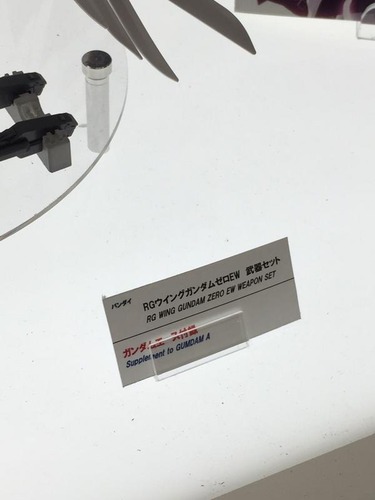 バンダイ
RGウイングガンダムゼロEW 武器セット
RG WING GUNDAM ZERO EW WEAPON SET
ガンダムエース付録
Supplement to GUMDAM A